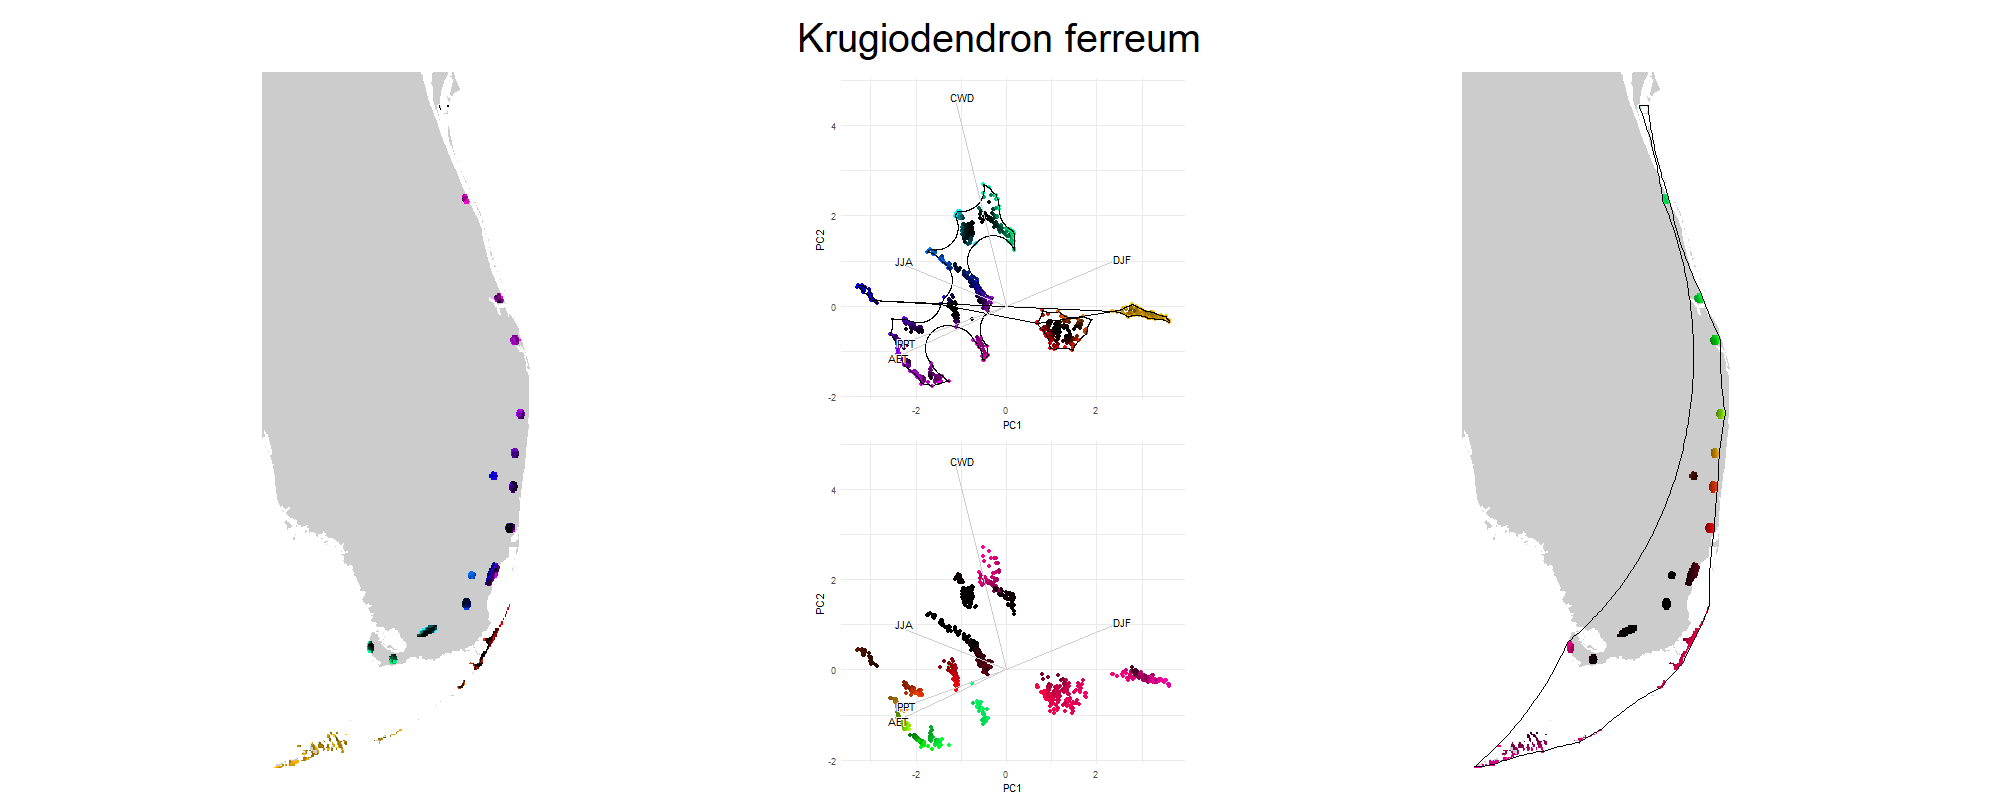 Krugiodendron ferreum
CWD
4
2
JJA
DJF
PC2
0
PPT
AET
-2
-2
0
2
PC1
CWD
4
2
JJA
DJF
PC2
0
PPT
AET
-2
-2
0
2
PC1